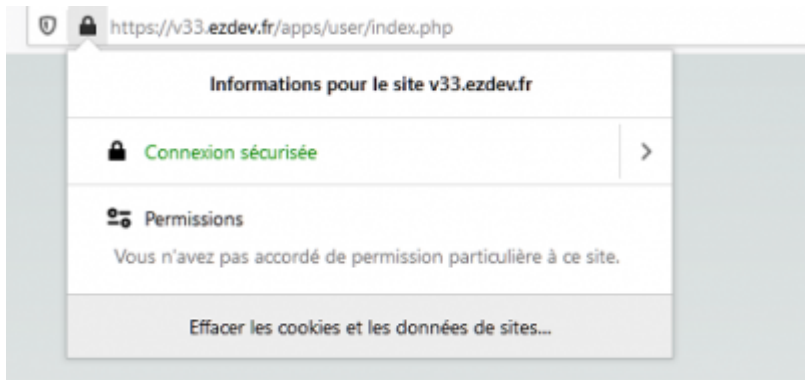 https://v33.ezdev.fr/apps/user/index.php
Informations pour le site v33.ezdev.fr
Connexion sécurisée
Permissions
Vous n'avez pas accordé de permission particulière à ce site.
Effacer les cookies et les données de sites...